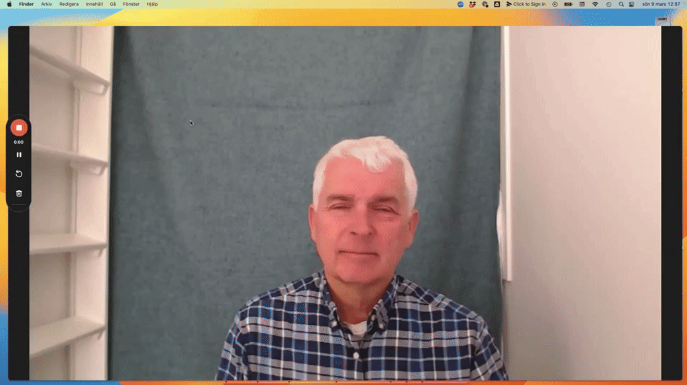 Finder Arkiv Redigera Innehåll Gå Fönster Hjälp Click to Sign in sön 9 mars 12:57
0:00